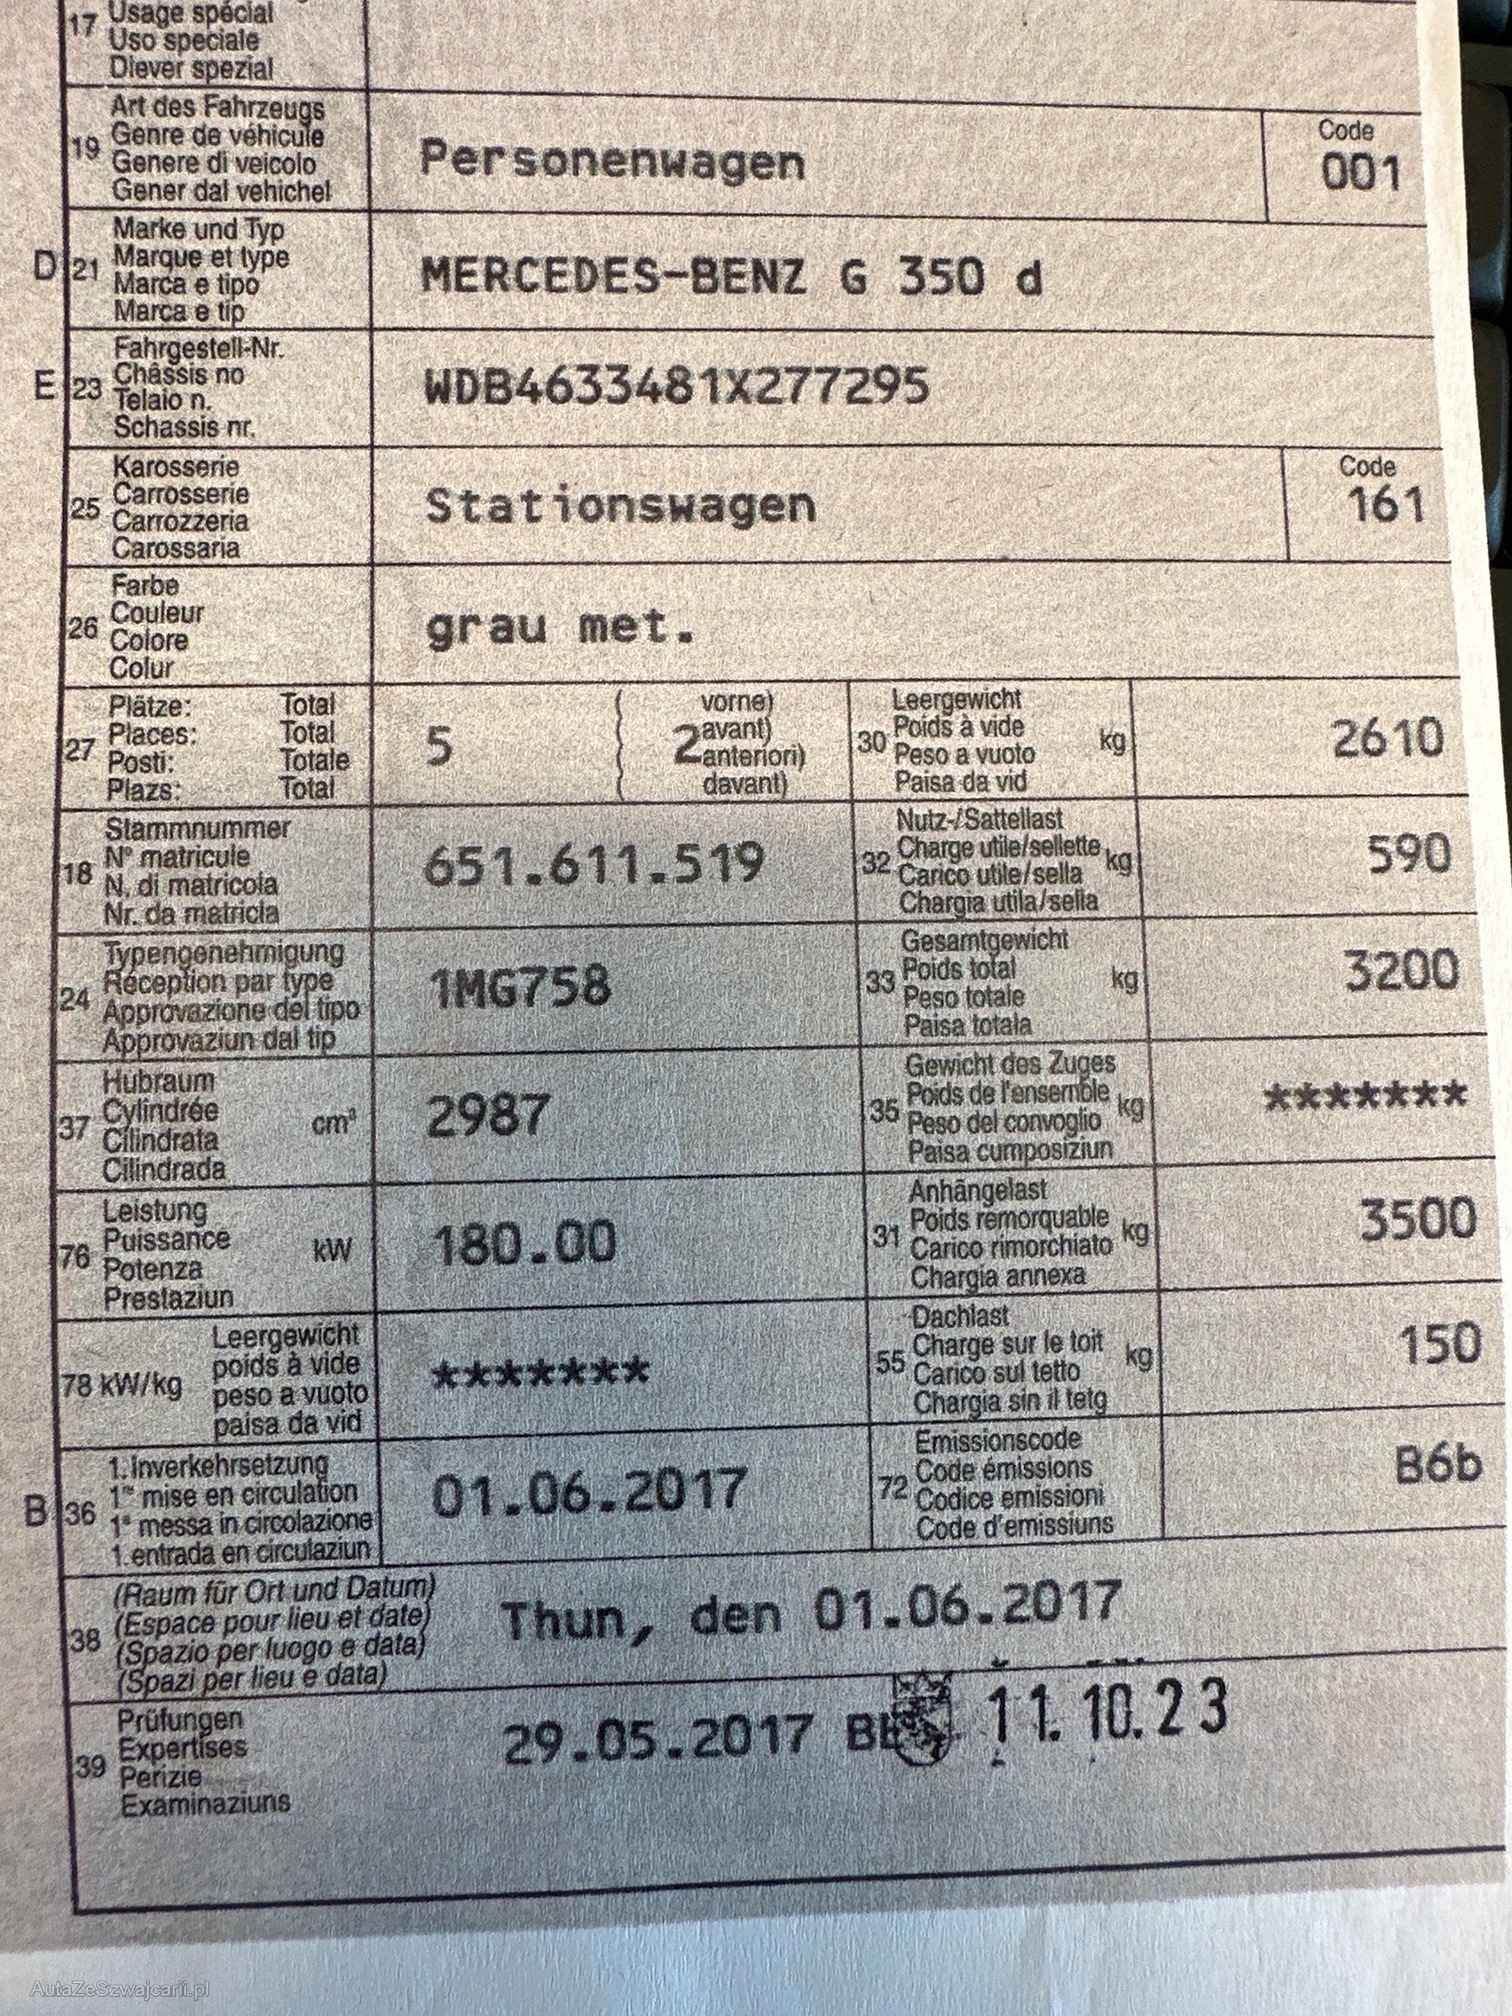 17 Usage spécial
Uso speciale
Diever spezial
19 Art des Fahrzeugs
Genre de véhicule
Genere di veicolo
Gener dal vehichel
Personenwagen
Code
001
D 21 Marke und Typ
Marque et type
Marca e tipo
Marca e tip
MERCEDES-BENZ G 350 d
E 23 Fahrgestell-Nr.
Châssis no
Telaio n.
Schassis nr.
WDB4633481X277295
25 Karosserie
Carrosserie
Carrozzeria
Carossaria
Stationswagen
Code
161
26 Farbe
Couleur
Colore
Colur
grau met.
27 Plätze: Total
Places: Total
Posti: Totale
Plazs: Total
5
( vorne)
( 2 avant)
( anteriori)
( davant)
30 Leergewicht
Poids à vide
Peso a vuoto
Paisa da vid
kg
2610
18 Stammnummer
N° matricule
N. di matricola
Nr. da matricla
651.611.519
32 Nutz-/Sattellast
Charge utile/sellette
Carico utile/sella
Chargia utila/sella
kg
590
24 Typengenehmigung
Réception par type
Approvazione del tipo
Approvaziun dal tip
1MG758
33 Gesamtgewicht
Poids total
Peso totale
Paisa totala
kg
3200
37 Hubraum
Cylindrée
Cilindrata
Cilindrada
cm³
2987
35 Gewicht des Zuges
Poids de l'ensemble
Peso del convoglio
Paisa cumposiziun
kg
*******
76 Leistung
Puissance
Potenza
Prestaziun
kW
180.00
31 Anhängelast
Poids remorquable
Carico rimorchiato
Chargia annexa
kg
3500
78 kW/kg
Leergewicht
poids à vide
peso a vuoto
paisa da vid
*******
55 Dachlast
Charge sur le toit
Carico sul tetto
Chargia sin il tetg
kg
150
B 36 1. Inverkehrsetzung
1re mise en circulation
1a messa in circolazione
1. entrada en circulaziun
01.06.2017
72 Emissionscode
Code émissions
Codice emissioni
Code d'emissiuns
B6b
38 (Raum für Ort und Datum)
(Espace pour lieu et date)
(Spazio per luogo e data)
(Spazi per lieu e data)
Thun, den 01.06.2017
39 Prüfungen
Expertises
Perizie
Examinaziuns
29.05.2017 BE
11.10.23
AutaZeSzwajcarii.pl